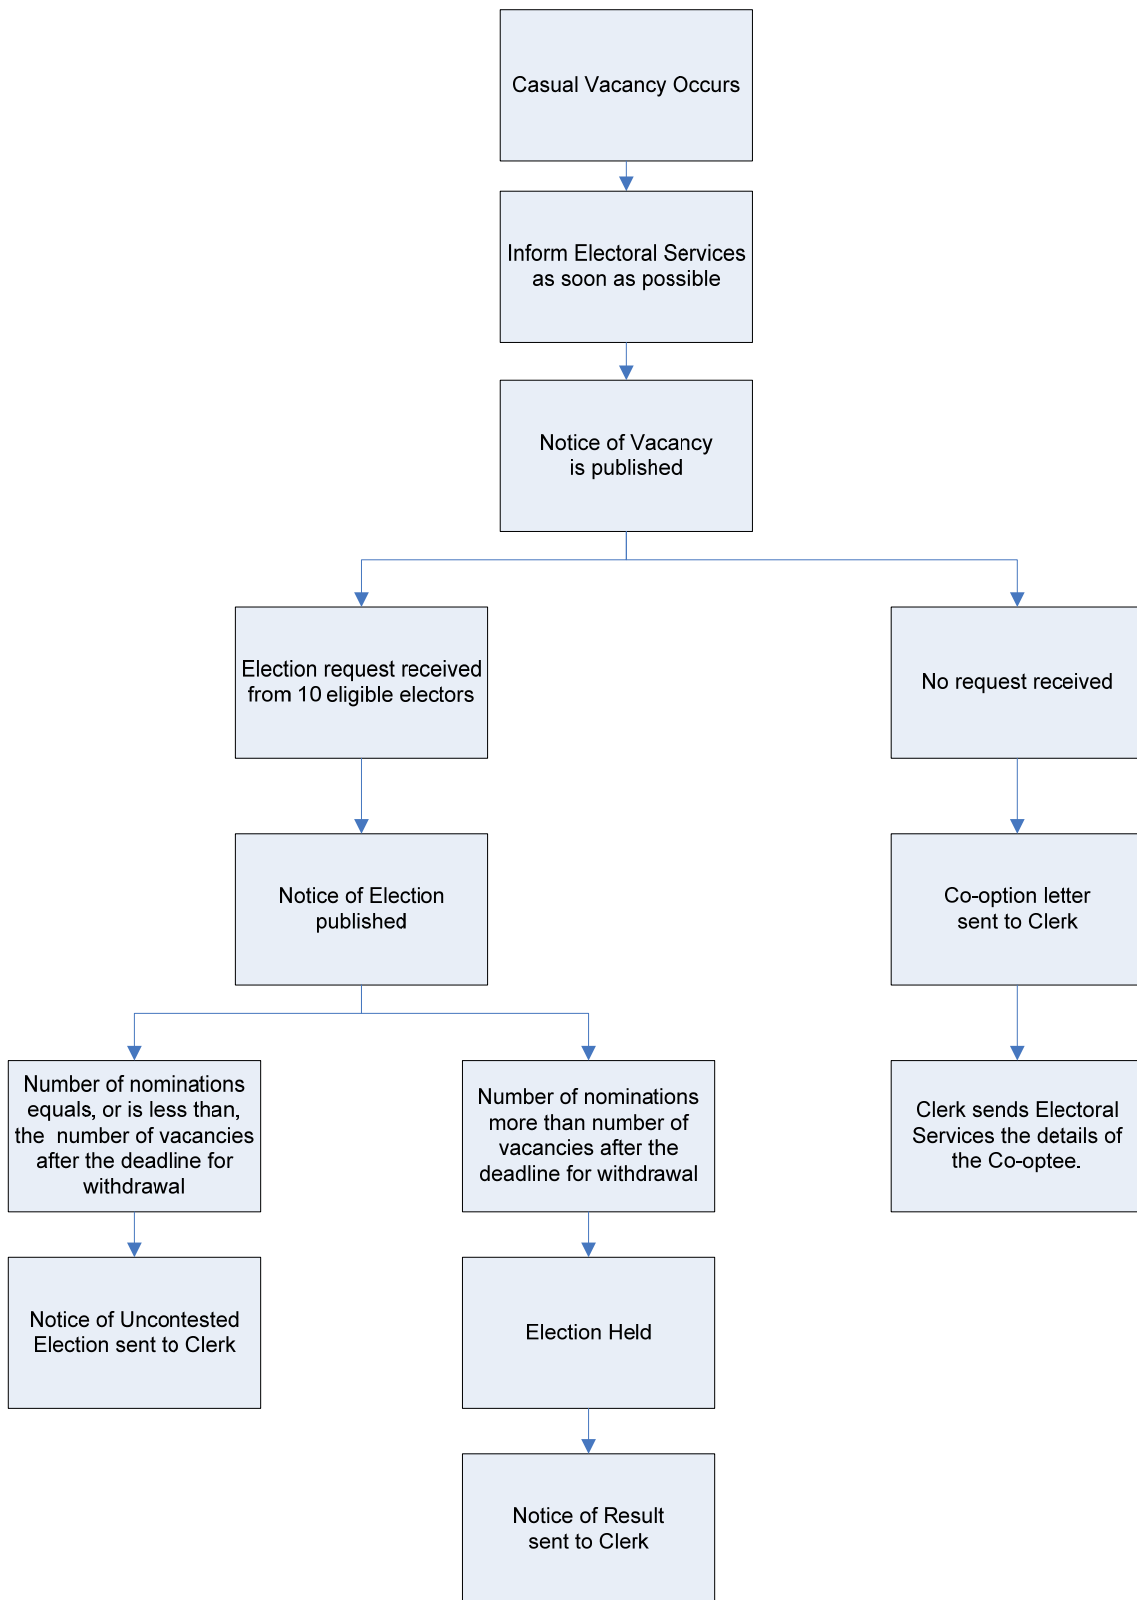 Casual Vacancy Occurs
Inform Electoral Services
as soon as possible
Notice of Vacancy
is published
Election request received
from 10 eligible electors
No request received
Notice of Election
published
Co-option letter
sent to Clerk
Number of nominations
equals, or is less than,
the number of vacancies
after the deadline for
withdrawal
Number of nominations
more than number of
vacancies after the
deadline for withdrawal
Clerk sends Electoral
Services the details of
the Co-optee.
Notice of Uncontested
Election sent to Clerk
Election Held
Notice of Result
sent to Clerk